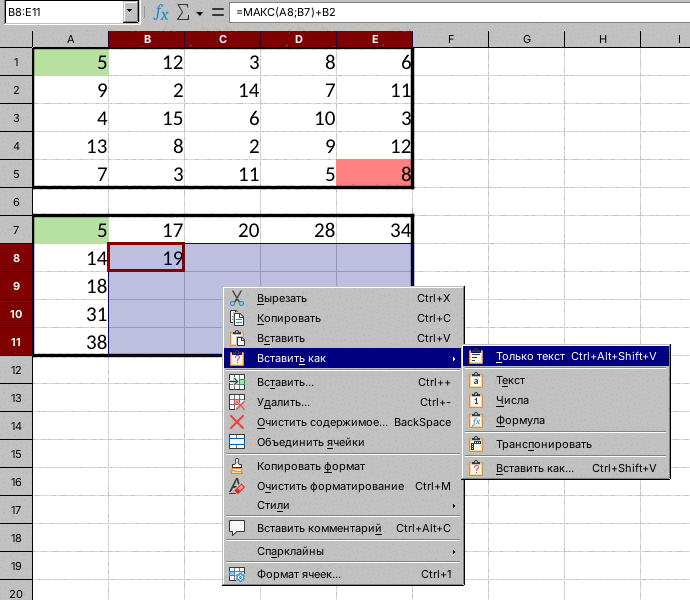 B8:E11 fx Σ = =МАКС(A8;B7)+B2
A B C D E F G H I
1 5 12 3 8 6
2 9 2 14 7 11
3 4 15 6 10 3
4 13 8 2 9 12
5 7 3 11 5 8
6
7 5 17 20 28 34
8 14 19
9 18
10 31
11 38
12
13
14
15
16
17
18
19
20
Вырезать Ctrl+X
Копировать Ctrl+C
Вставить Ctrl+V
Вставить как
Вставить... Ctrl++
Удалить... Ctrl+-
Очистить содержимое... BackSpace
Объединить ячейки
Копировать формат
Очистить форматирование Ctrl+M
Стили
Вставить комментарий Ctrl+Alt+C
Спарклайны
Формат ячеек... Ctrl+1
Только текст Ctrl+Alt+Shift+V
Текст
Числа
Формула
Транспонировать
Вставить как... Ctrl+Shift+V